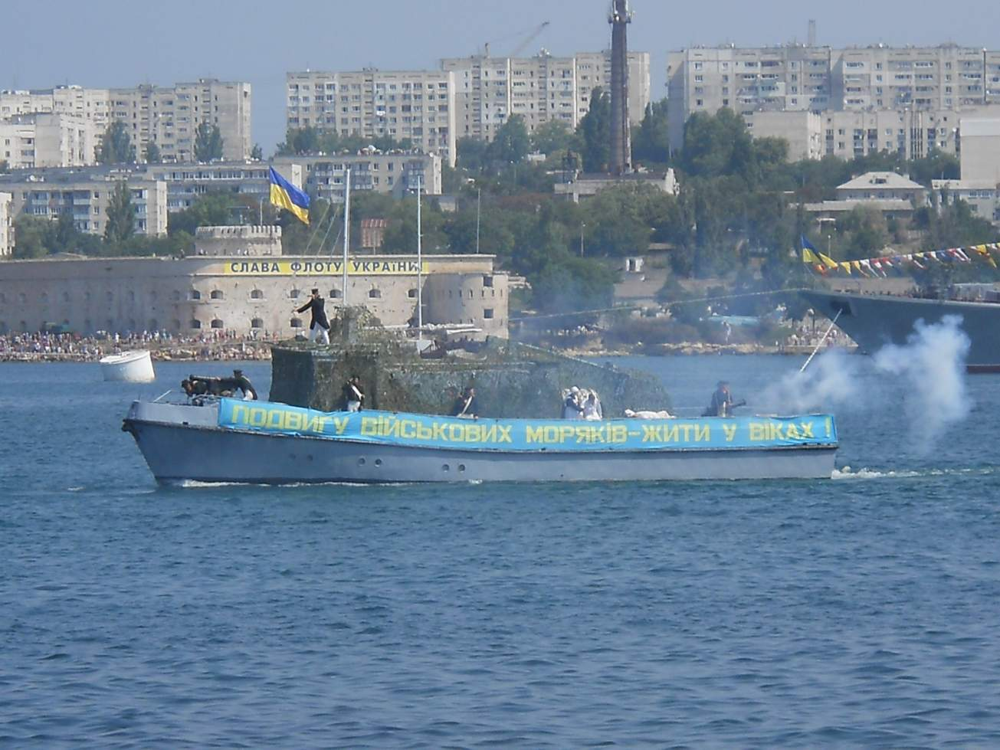 СЛАВА ФЛОТУ УКРАЇНИ
ПОДВИГУ ВІЙСЬКОВИХ МОРЯКІВ-ЖИТИ У ВІКАХ !